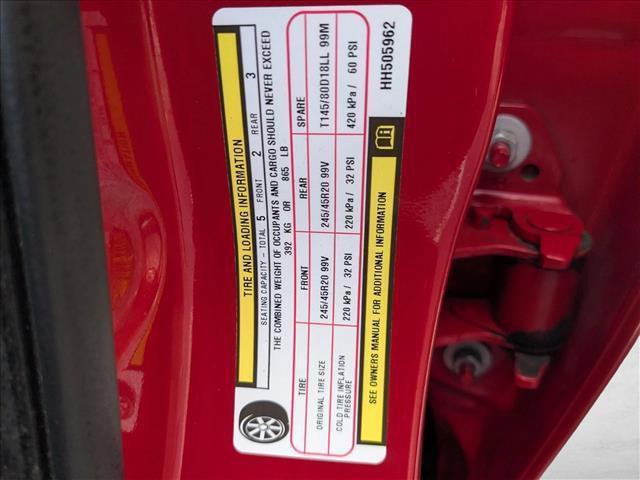 TIRE AND LOADING INFORMATION
SEATING CAPACITY - TOTAL 5 FRONT 2 REAR 3
THE COMBINED WEIGHT OF OCCUPANTS AND CARGO SHOULD NEVER EXCEED
392 KG OR 865 LB
TIRE FRONT REAR SPARE
ORIGINAL TIRE SIZE 245/45R20 99V 245/45R20 99V T145/80D18LL 99M
COLD TIRE INFLATION
PRESSURE 220 kPa / 32 PSI 220 kPa / 32 PSI 420 kPa / 60 PSI
SEE OWNERS MANUAL FOR ADDITIONAL INFORMATION
HH505962